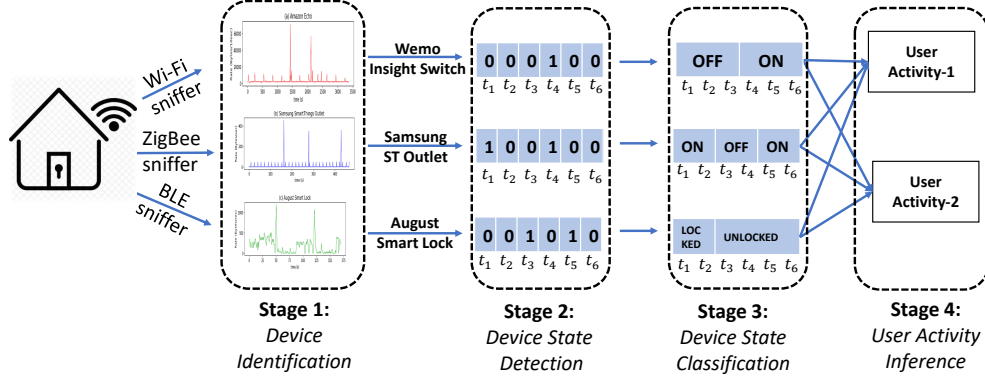 Wi-Fi
sniffer
ZigBee
sniffer
BLE
sniffer
(a) Amazon Echo
time (s)
(b) Samsung SmartThings Outlet
time (s)
(c) August Smart Lock
time (s)
Wemo
Insight Switch
Samsung
ST Outlet
August
Smart Lock
0 0 0 1 0 0
t1 t2 t3 t4 t5 t6
1 0 0 1 0 0
t1 t2 t3 t4 t5 t6
0 0 1 0 1 0
t1 t2 t3 t4 t5 t6
OFF ON
t1 t2 t3 t4 t5 t6
ON OFF ON
t1 t2 t3 t4 t5 t6
LOC
KED UNLOCKED
t1 t2 t3 t4 t5 t6
User
Activity-1
User
Activity-2
Stage 1:
Device
Identification
Stage 2:
Device State
Detection
Stage 3:
Device State
Classification
Stage 4:
User Activity
Inference